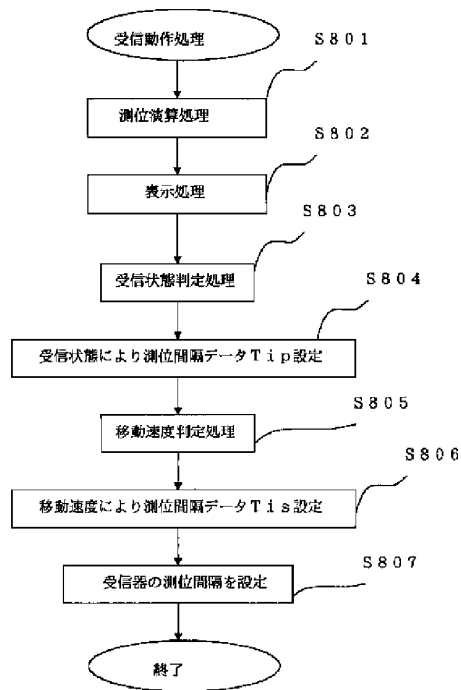 受信動作処理
S801
測位演算処理
S802
表示処理
S803
受信状態判定処理
S804
受信状態により測位間隔データTip設定
S805
移動速度判定処理
S806
移動速度により測位間隔データTis設定
S807
受信器の測位間隔を設定
終了